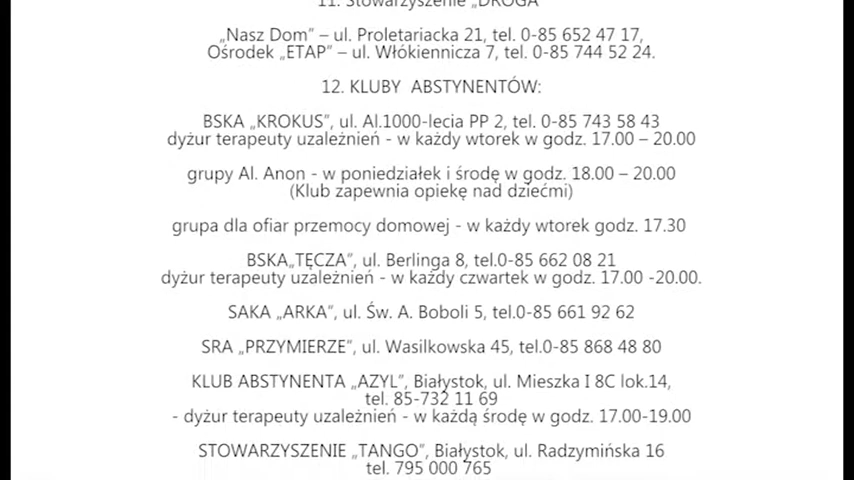 11. Stowarzyszenie „DROGA"
„Nasz Dom” – ul. Proletariacka 21, tel. 0-85 652 47 17,
Ośrodek „ETAP” – ul. Włókiennicza 7, tel. 0-85 744 52 24.
12. KLUBY ABSTYNENTÓW:
BSKA „KROKUS”, ul. Al.1000-lecia PP 2, tel. 0-85 743 58 43
dyżur terapeuty uzależnień - w każdy wtorek w godz. 17.00 – 20.00
grupy Al. Anon - w poniedziałek i środę w godz. 18.00 – 20.00
(Klub zapewnia opiekę nad dziećmi)
grupa dla ofiar przemocy domowej - w każdy wtorek godz. 17.30
BSKA„TĘCZA”, ul. Berlinga 8, tel.0-85 662 08 21
dyżur terapeuty uzależnień - w każdy czwartek w godz. 17.00 -20.00.
SAKA „ARKA”, ul. Św. A. Boboli 5, tel.0-85 661 92 62
SRA „PRZYMIERZE”, ul. Wasilkowska 45, tel.0-85 868 48 80
KLUB ABSTYNENTA „AZYL”, Białystok, ul. Mieszka I 8C lok.14,
tel. 85-732 11 69
- dyżur terapeuty uzależnień - w każdą środę w godz. 17.00-19.00
STOWARZYSZENIE „TANGO”, Białystok, ul. Radzymińska 16
tel. 795 000 765